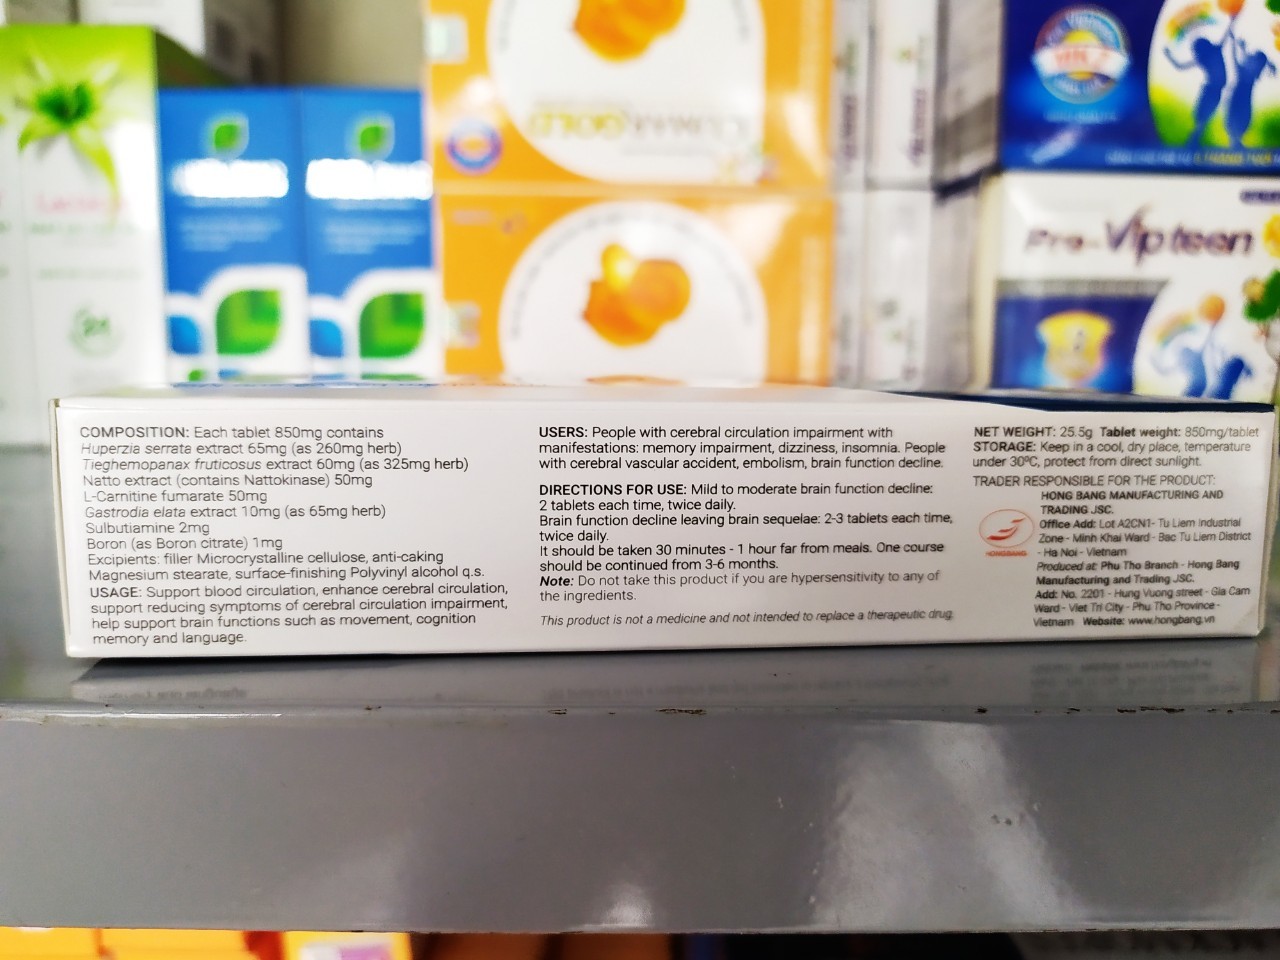 Pro-Vipteen
COMPOSITION: Each tablet 850mg contains
Huperzia serrata extract 65mg (as 260mg herb)
Tieghemopanax fruticosus extract 60mg (as 325mg herb)
Natto extract (contains Nattokinase) 50mg
L-Carnitine fumarate 50mg
Gastrodia elata extract 10mg (as 65mg herb)
Sulbutiamine 2mg
Boron (as Boron citrate) 1mg
Excipients: filler Microcrystalline cellulose, anti-caking
Magnesium stearate, surface-finishing Polyvinyl alcohol q.s.
USAGE: Support blood circulation, enhance cerebral circulation,
support reducing symptoms of cerebral circulation impairment,
help support brain functions such as movement, cognition
memory and language.
USERS: People with cerebral circulation impairment with
manifestations: memory impairment, dizziness, insomnia. People
with cerebral vascular accident, embolism, brain function decline.
DIRECTIONS FOR USE: Mild to moderate brain function decline:
2 tablets each time, twice daily.
Brain function decline leaving brain sequelae: 2-3 tablets each time,
twice daily.
It should be taken 30 minutes - 1 hour far from meals. One course
should be continued from 3-6 months.
Note: Do not take this product if you are hypersensitivity to any of
the ingredients.
This product is not a medicine and not intended to replace a therapeutic drug.
NET WEIGHT: 25.5g Tablet weight: 850mg/tablet
STORAGE: Keep in a cool, dry place, temperature
under 30ºC, protect from direct sunlight.
TRADER RESPONSIBLE FOR THE PRODUCT:
HONG BANG MANUFACTURING AND
TRADING JSC.
Office Add: Lot A2CN1- Tu Liem Industrial
Zone - Minh Khai Ward - Bac Tu Liem District
- Ha Noi - Vietnam
HONGBANG
Produced at: Phu Tho Branch - Hong Bang
Manufacturing and Trading JSC.
Add: No. 2201 - Hung Vuong street - Gia Cam
Ward - Viet Tri City - Phu Tho Province -
Vietnam Website: www.hongbang.vn